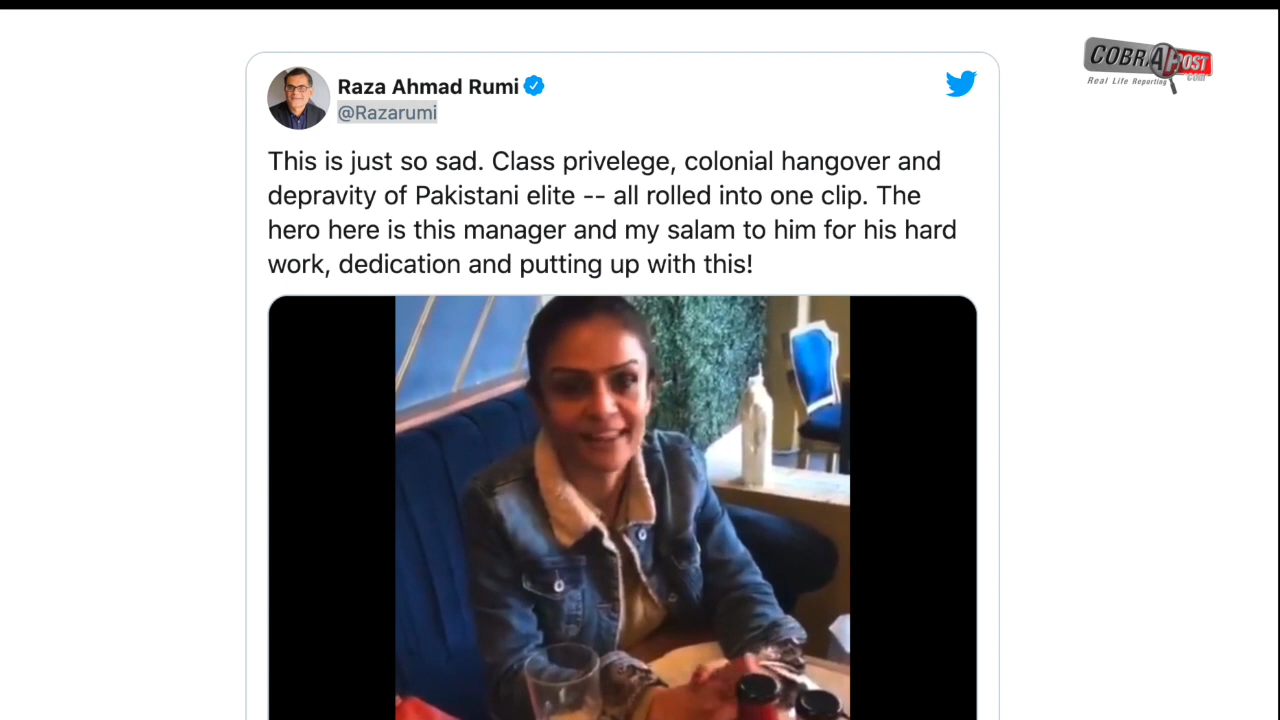 COBRAPOST
.com
Real Life Reporting
Raza Ahmad Rumi
@Razarumi
This is just so sad. Class privelege, colonial hangover and
depravity of Pakistani elite -- all rolled into one clip. The
hero here is this manager and my salam to him for his hard
work, dedication and putting up with this!